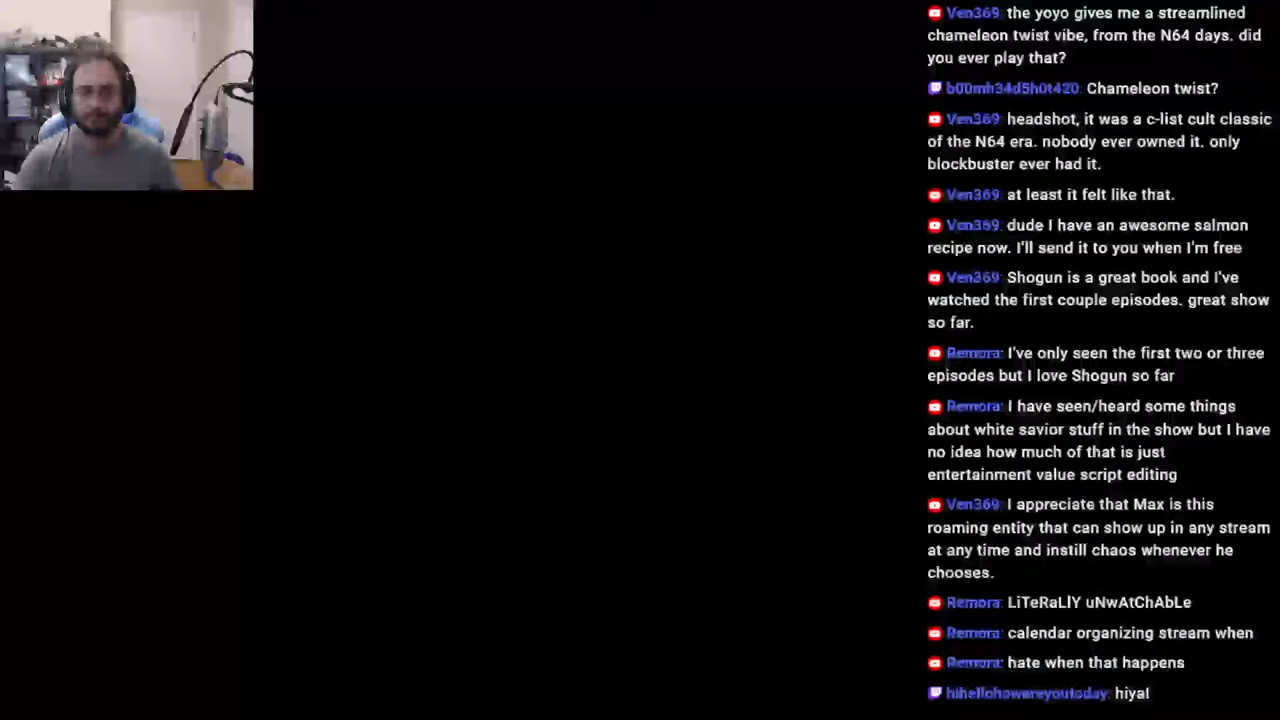 Ven369: the yoyo gives me a streamlined
chameleon twist vibe, from the N64 days. did
you ever play that?
b00mh34d5h0t420: Chameleon twist?
Ven369: headshot, it was a c-list cult classic
of the N64 era. nobody ever owned it. only
blockbuster ever had it.
Ven369: at least it felt like that.
Ven369: dude I have an awesome salmon
recipe now. I'll send it to you when I'm free
Ven369: Shogun is a great book and I've
watched the first couple episodes. great show
so far.
Remora: I've only seen the first two or three
episodes but I love Shogun so far
Remora: I have seen/heard some things
about white savior stuff in the show but I have
no idea how much of that is just
entertainment value script editing
Ven369: I appreciate that Max is this
roaming entity that can show up in any stream
at any time and instill chaos whenever he
chooses.
Remora: LiTeRaLlY uNwAtChAbLe
Remora: calendar organizing stream when
Remora: hate when that happens
hihellohowareyoutoday: hiya!